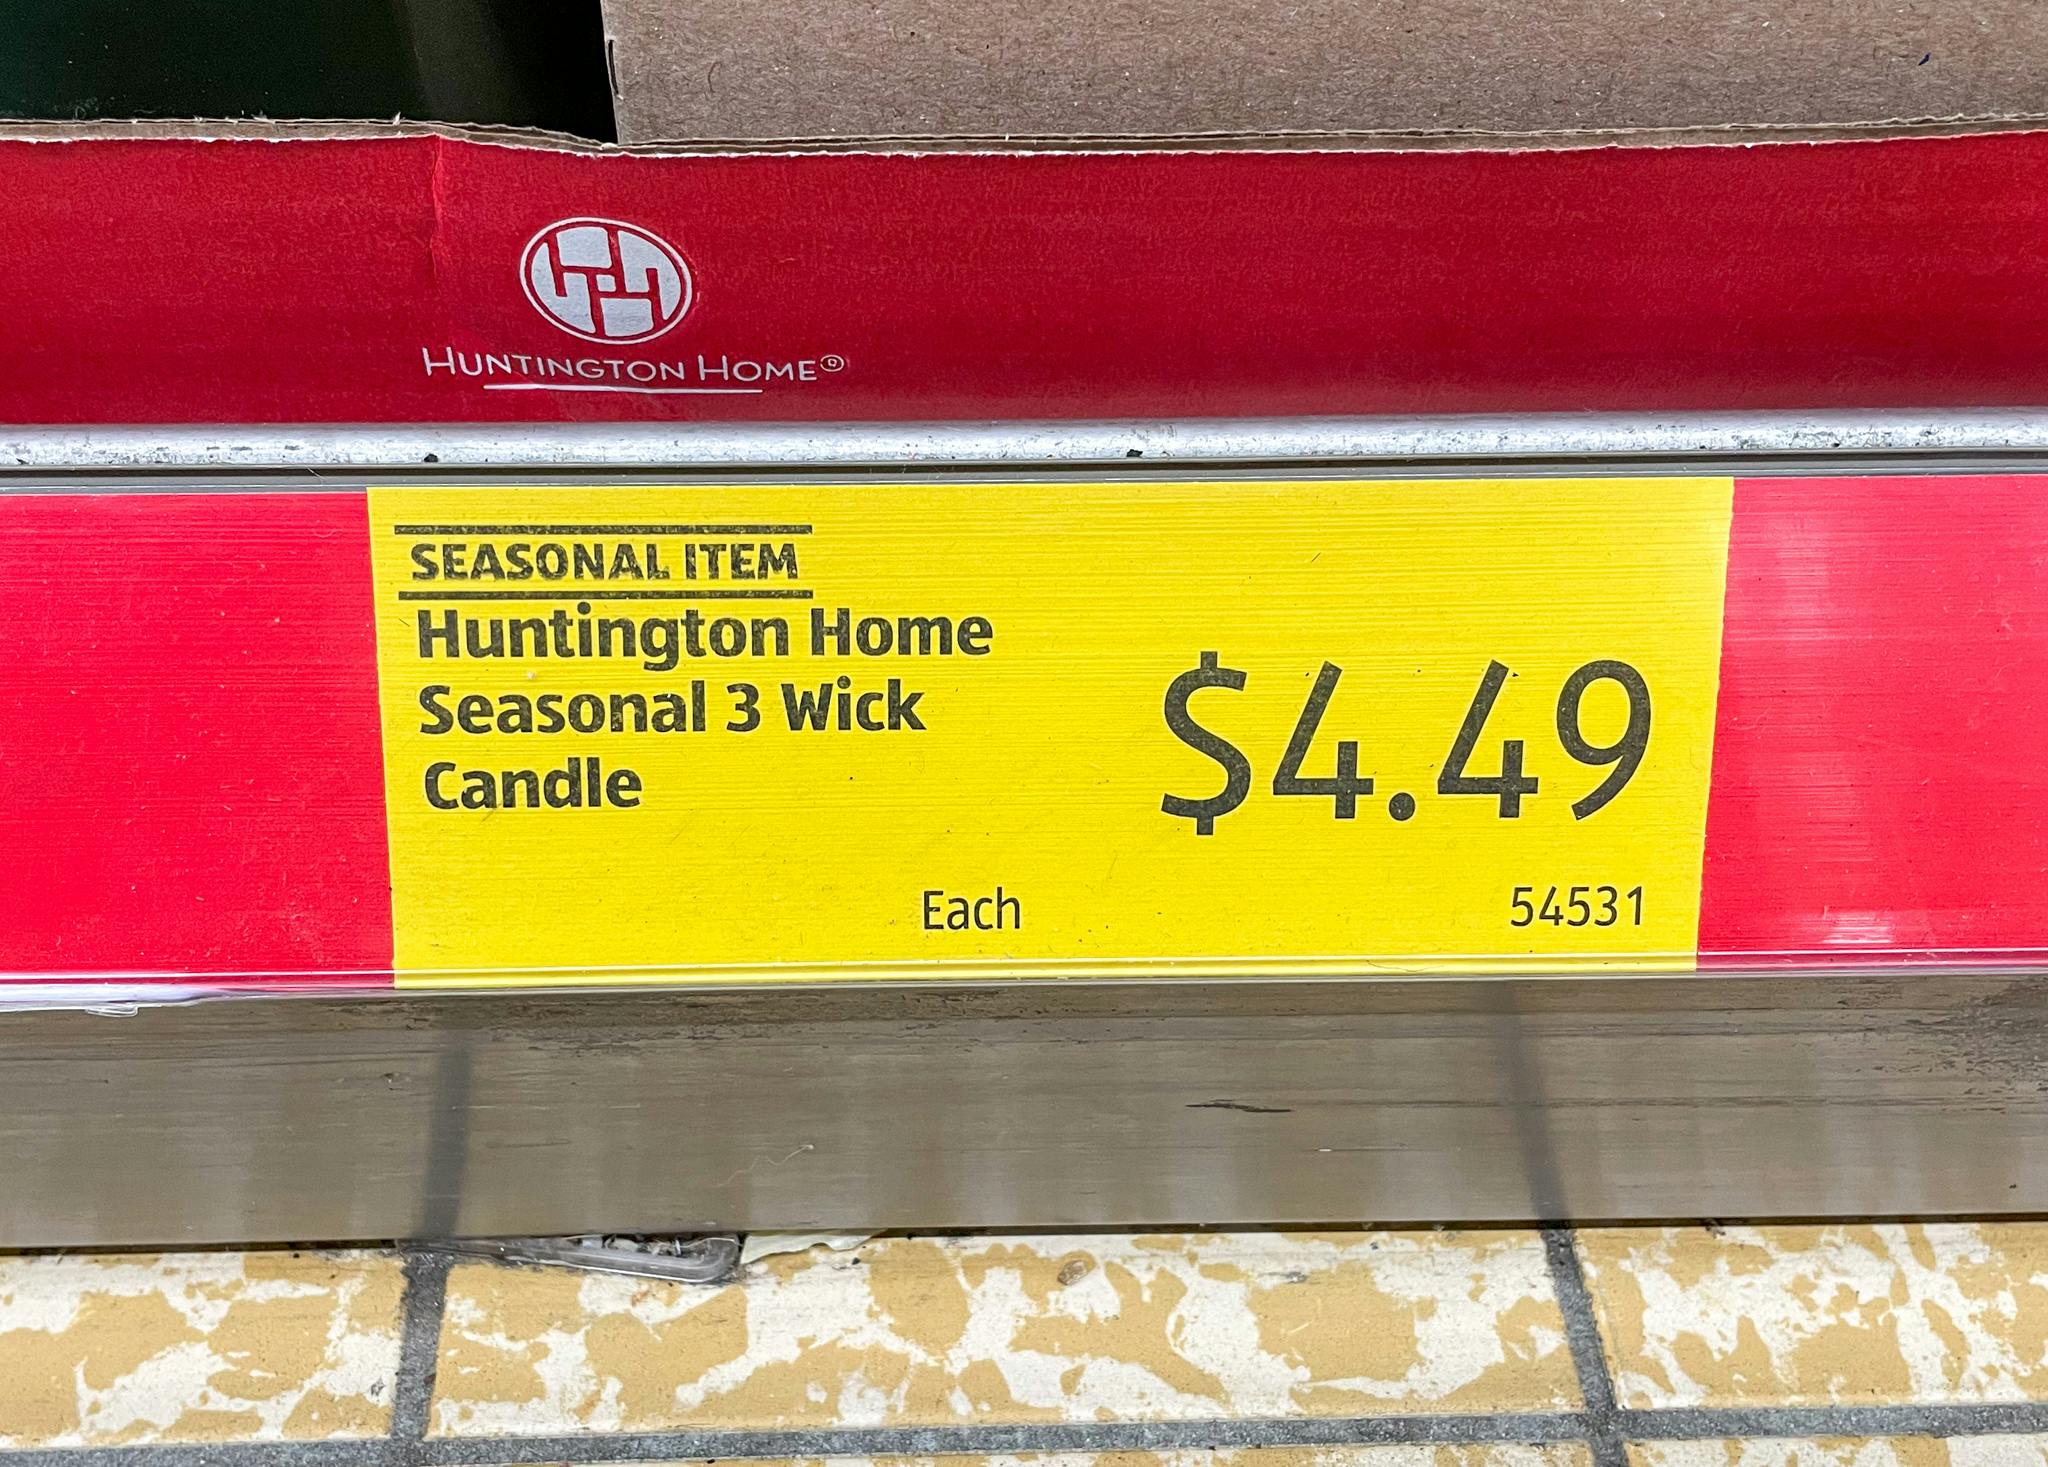 HUNTINGTON HOME®
SEASONAL ITEM
Huntington Home
Seasonal 3 Wick
Candle
$4.49
Each
54531